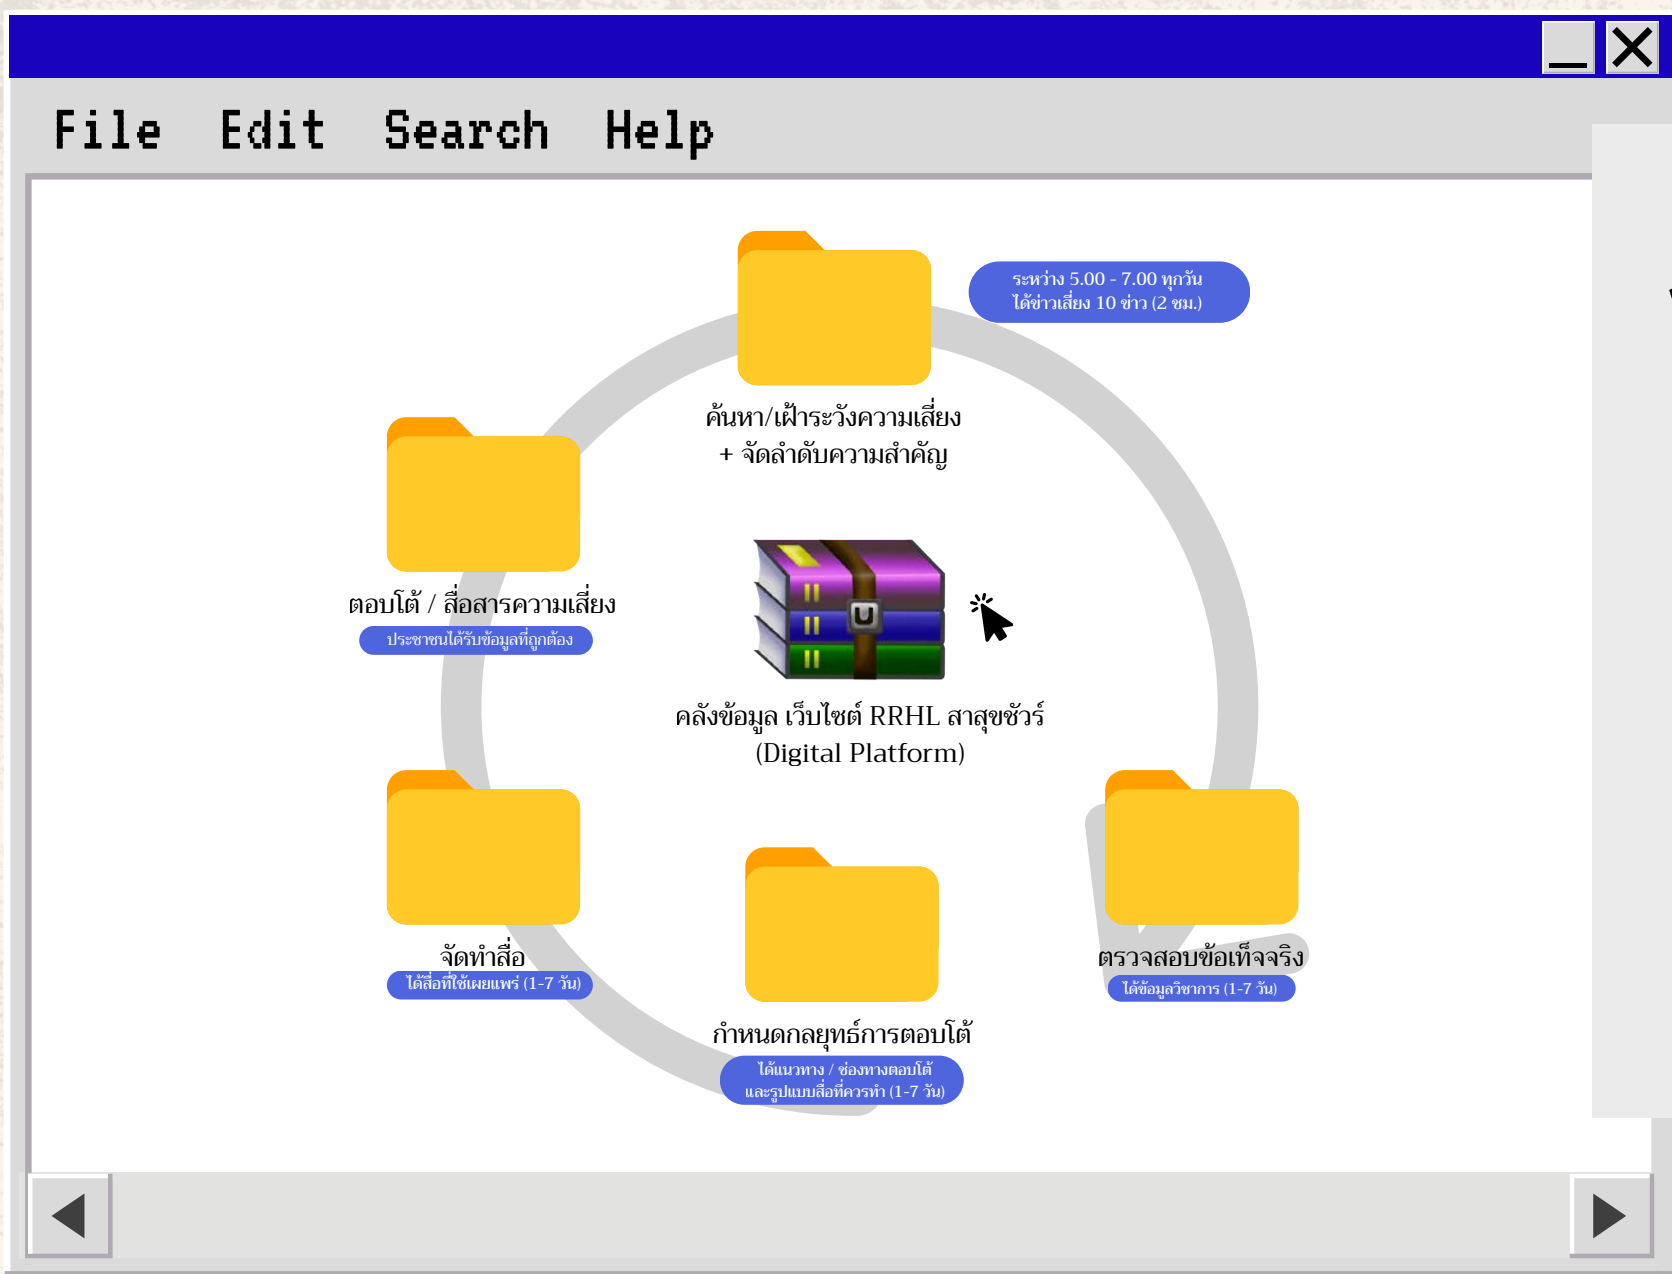 File Edit Search Help
ระหว่าง 5.00 - 7.00 ทุกวัน
ได้ข่าวเสี่ยง 10 ข่าว (2 ชม.)
ค้นหา/เฝ้าระวังความเสี่ยง
+ จัดลำดับความสำคัญ
ตอบโต้ / สื่อสารความเสี่ยง
ประชาชนได้รับข้อมูลที่ถูกต้อง
คลังข้อมูล เว็บไซต์ RRHL สาสุขชัวร์
(Digital Platform)
จัดทำสื่อ
ได้สื่อที่ใช้เผยแพร่ (1-7 วัน)
ตรวจสอบข้อเท็จจริง
ได้ข้อมูลวิชาการ (1-7 วัน)
กำหนดกลยุทธ์การตอบโต้
ได้แนวทาง / ช่องทางตอบโต้
และรูปแบบสื่อที่ควรทำ (1-7 วัน)